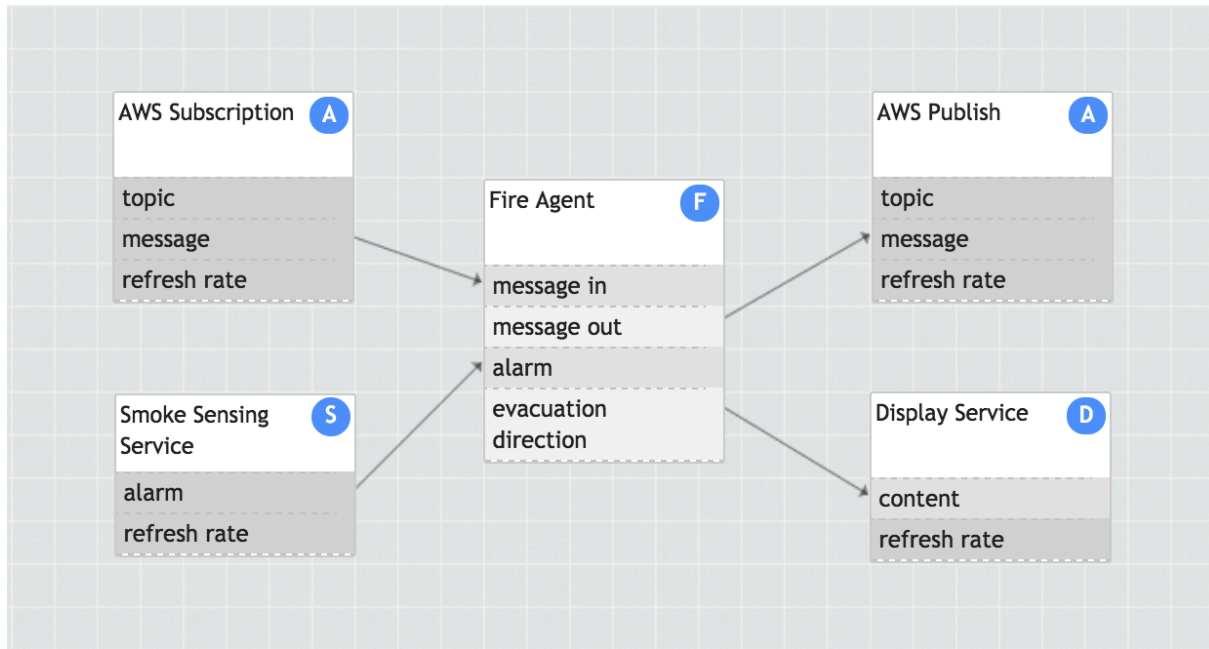 AWS Subscription A
topic
message
refresh rate
Smoke Sensing S
Service
alarm
refresh rate
Fire Agent F
message in
message out
alarm
evacuation
direction
AWS Publish A
topic
message
refresh rate
Display Service D
content
refresh rate